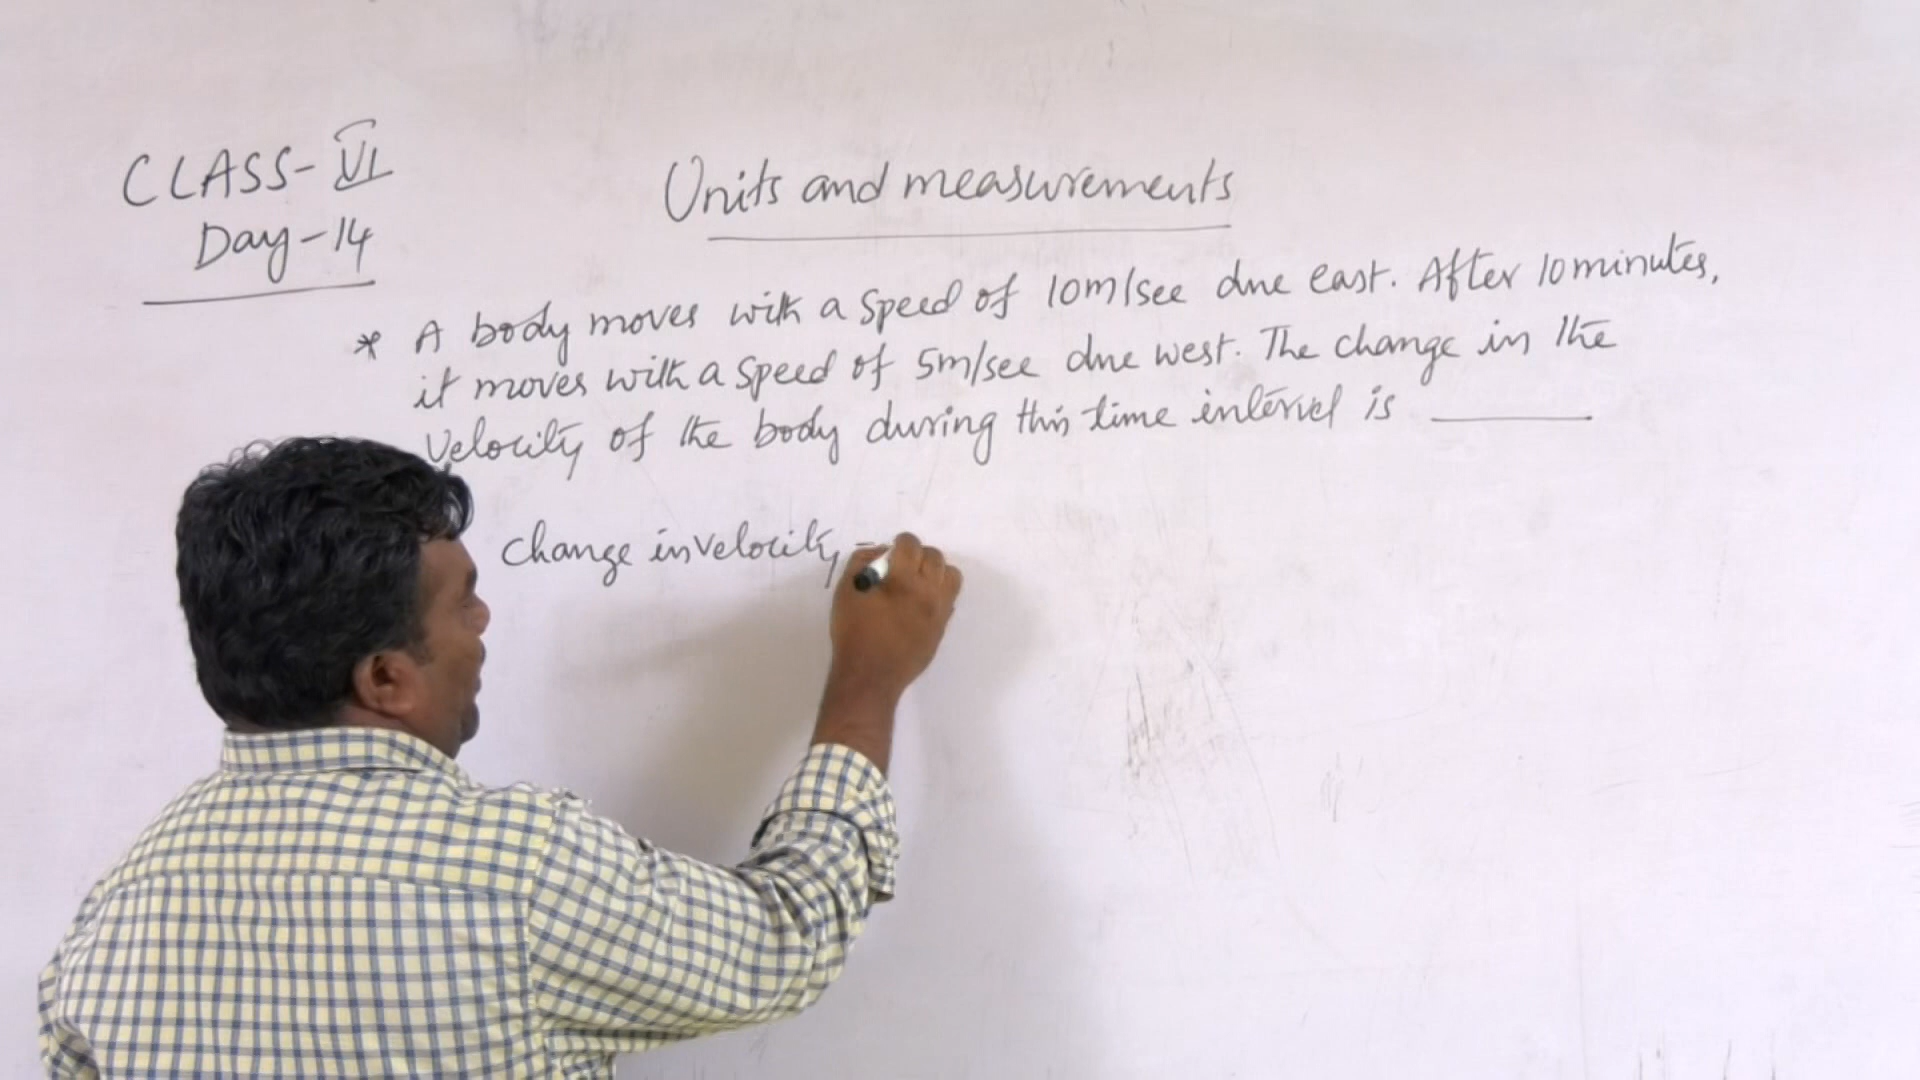 CLASS-VI
Day-14
Units and measurements
* A body moves with a speed of 10m/sec due east. After 10 minutes,
it moves with a speed of 5m/sec due west. The change in the
velocity of the body during this time interval is ______
change in velocity =